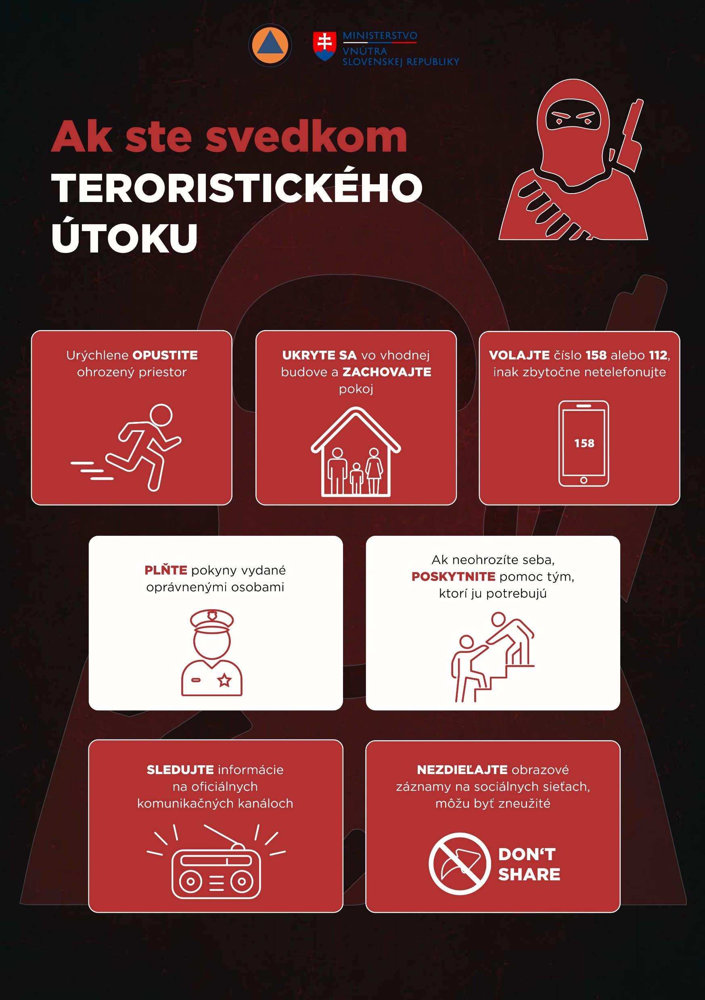 MINISTERSTVO
VNÚTRA
SLOVENSKEJ REPUBLIKY
Ak ste svedkom
TERORISTICKÉHO
ÚTOKU
Urýchlene OPUSTITE
ohrozený priestor
UKRYTE SA vo vhodnej
budove a ZACHOVAJTE
pokoj
VOLAJTE číslo 158 alebo 112,
inak zbytočne netelefonujte
158
PLŇTE pokyny vydané
oprávnenými osobami
Ak neohrozíte seba,
POSKYTNITE pomoc tým,
ktorí ju potrebujú
SLEDUJTE informácie
na oficiálnych
komunikačných kanáloch
NEZDIEĽAJTE obrazové
záznamy na sociálnych sieťach,
môžu byť zneužité
DON‘T
SHARE